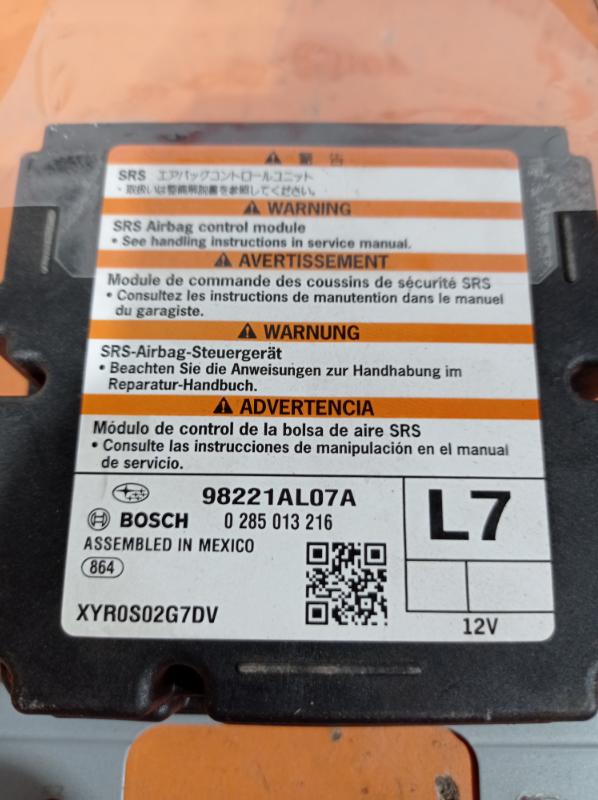 ⚠ 警告
SRS エアバッグコントロールユニット
・取扱いは整備解説書を参照してください。
⚠ WARNING
SRS Airbag control module
• See handling instructions in service manual.
⚠ AVERTISSEMENT
Module de commande des coussins de sécurité SRS
• Consultez les instructions de manutention dans le manuel
du garagiste.
⚠ WARNUNG
SRS-Airbag-Steuergerät
• Beachten Sie die Anweisungen zur Handhabung im
Reparatur-Handbuch.
⚠ ADVERTENCIA
Módulo de control de la bolsa de aire SRS
• Consulte las instrucciones de manipulación en el manual
de servicio.
98221AL07A
BOSCH 0 285 013 216
ASSEMBLED IN MEXICO
864
XYR0S02G7DV
L7
12V